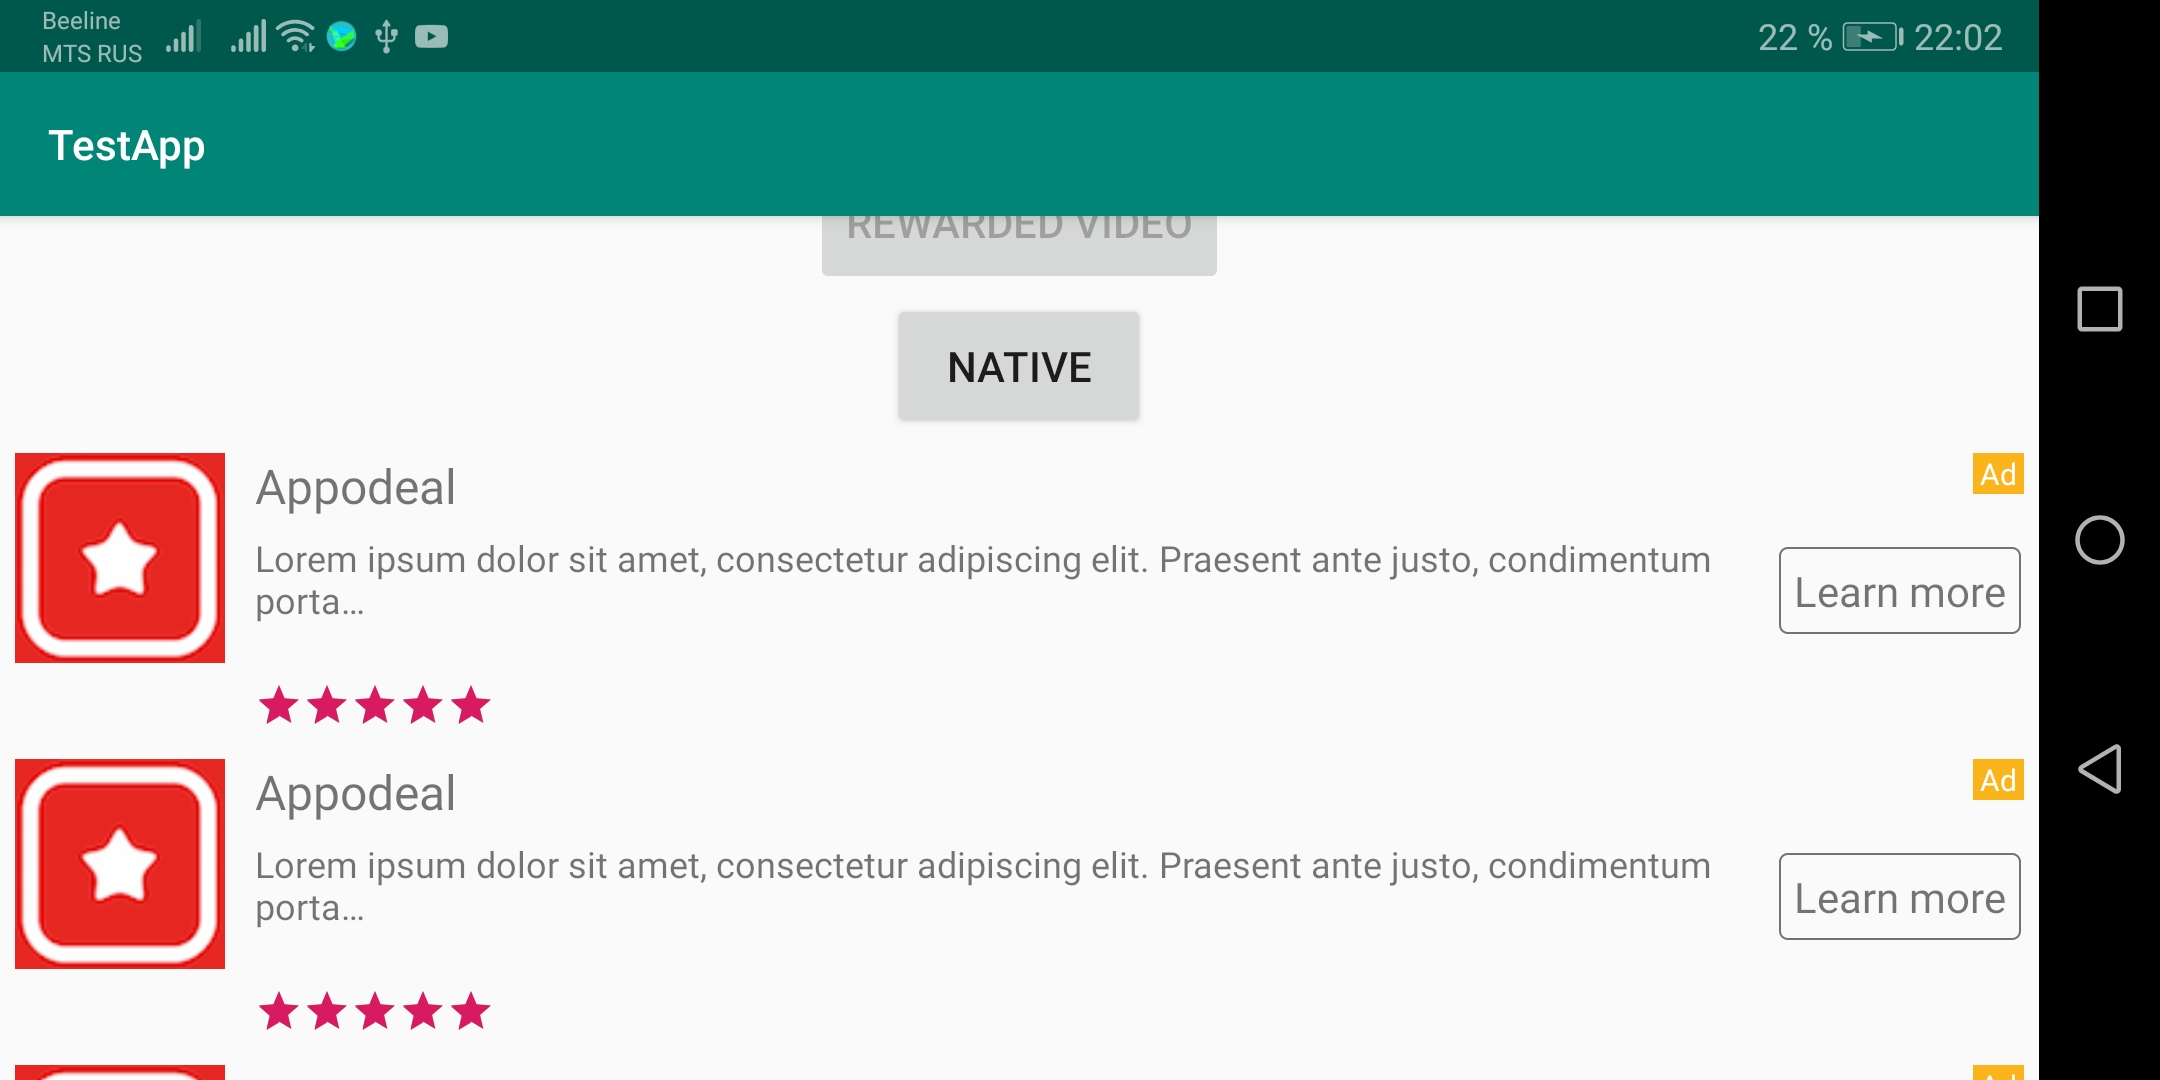 Beeline
MTS RUS
22 % 22:02
TestApp
REWARDED VIDEO
NATIVE
Appodeal
Ad
Lorem ipsum dolor sit amet, consectetur adipiscing elit. Praesent ante justo, condimentum
porta...
Learn more
Appodeal
Ad
Lorem ipsum dolor sit amet, consectetur adipiscing elit. Praesent ante justo, condimentum
porta...
Learn more
Ad